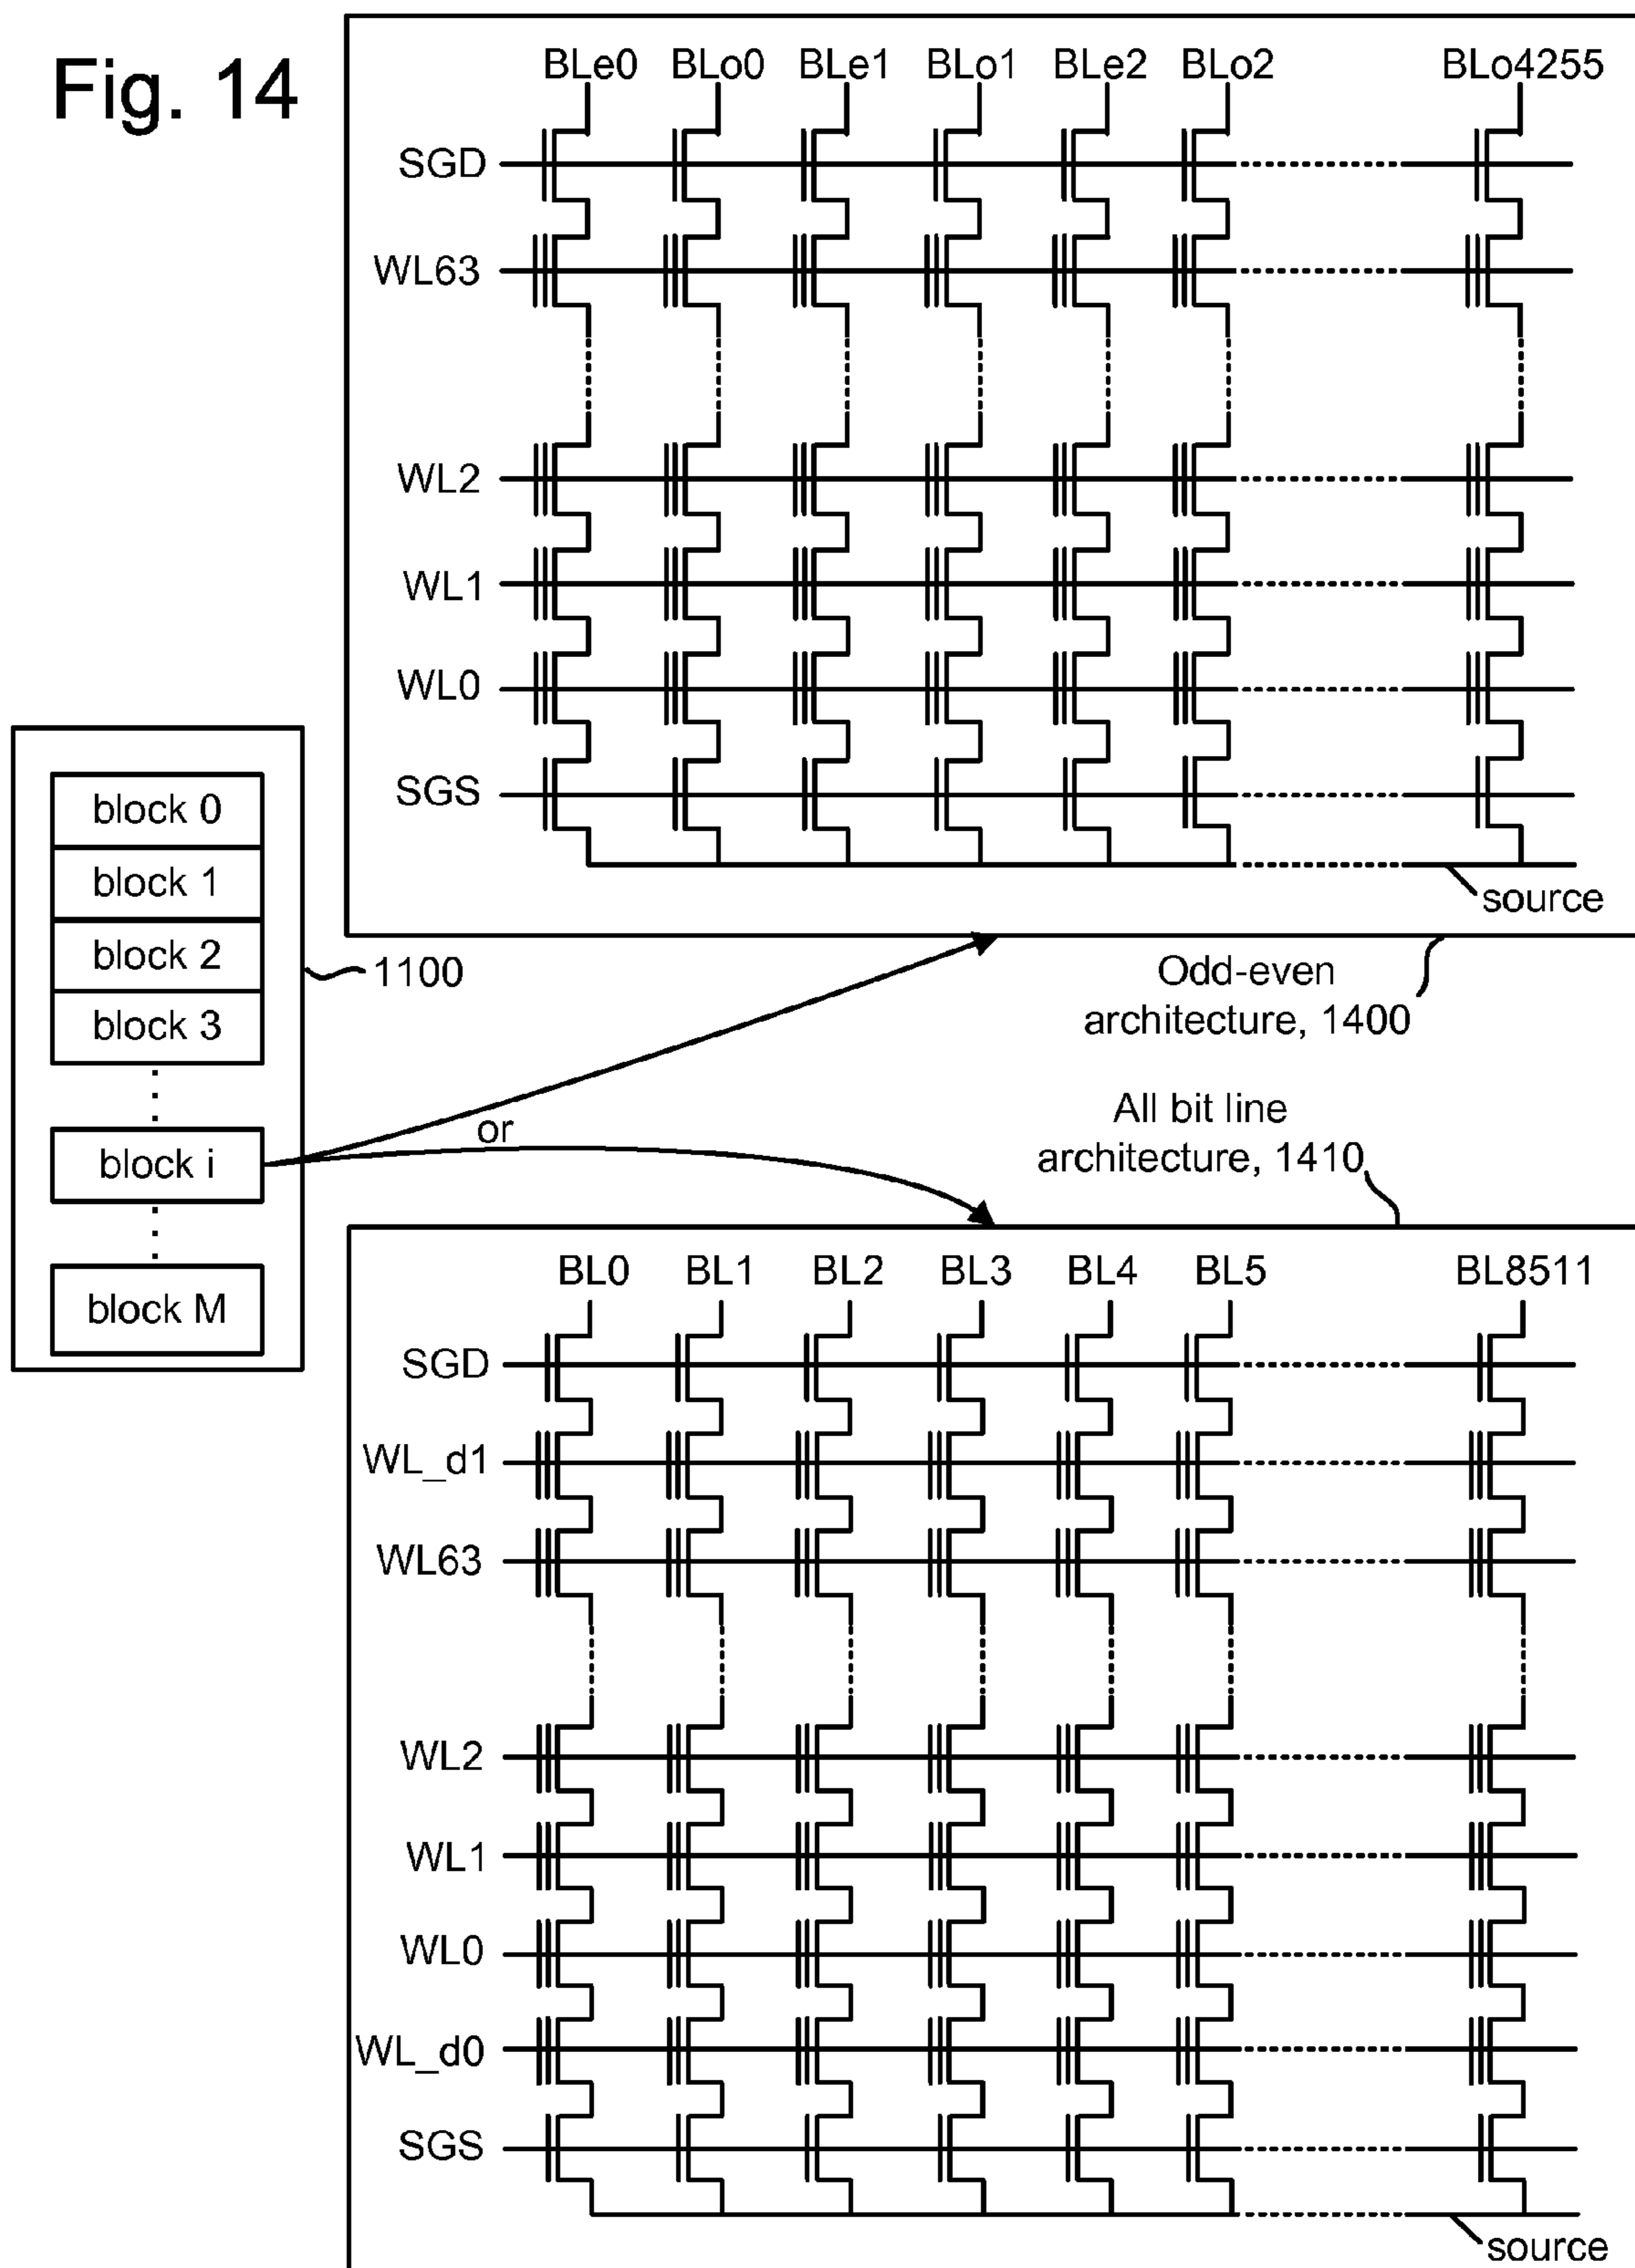 Fig. 14
BLe0 BLo0 BLe1 BLo1 BLe2 BLo2 BLo4255
SGD
WL63
WL2
WL1
WL0
SGS
source
block 0
block 1
block 2
block 3
block i
block M
1100
Odd-even
architecture, 1400
or
All bit line
architecture, 1410
BL0 BL1 BL2 BL3 BL4 BL5 BL8511
SGD
WL_d1
WL63
WL2
WL1
WL0
WL_d0
SGS
source